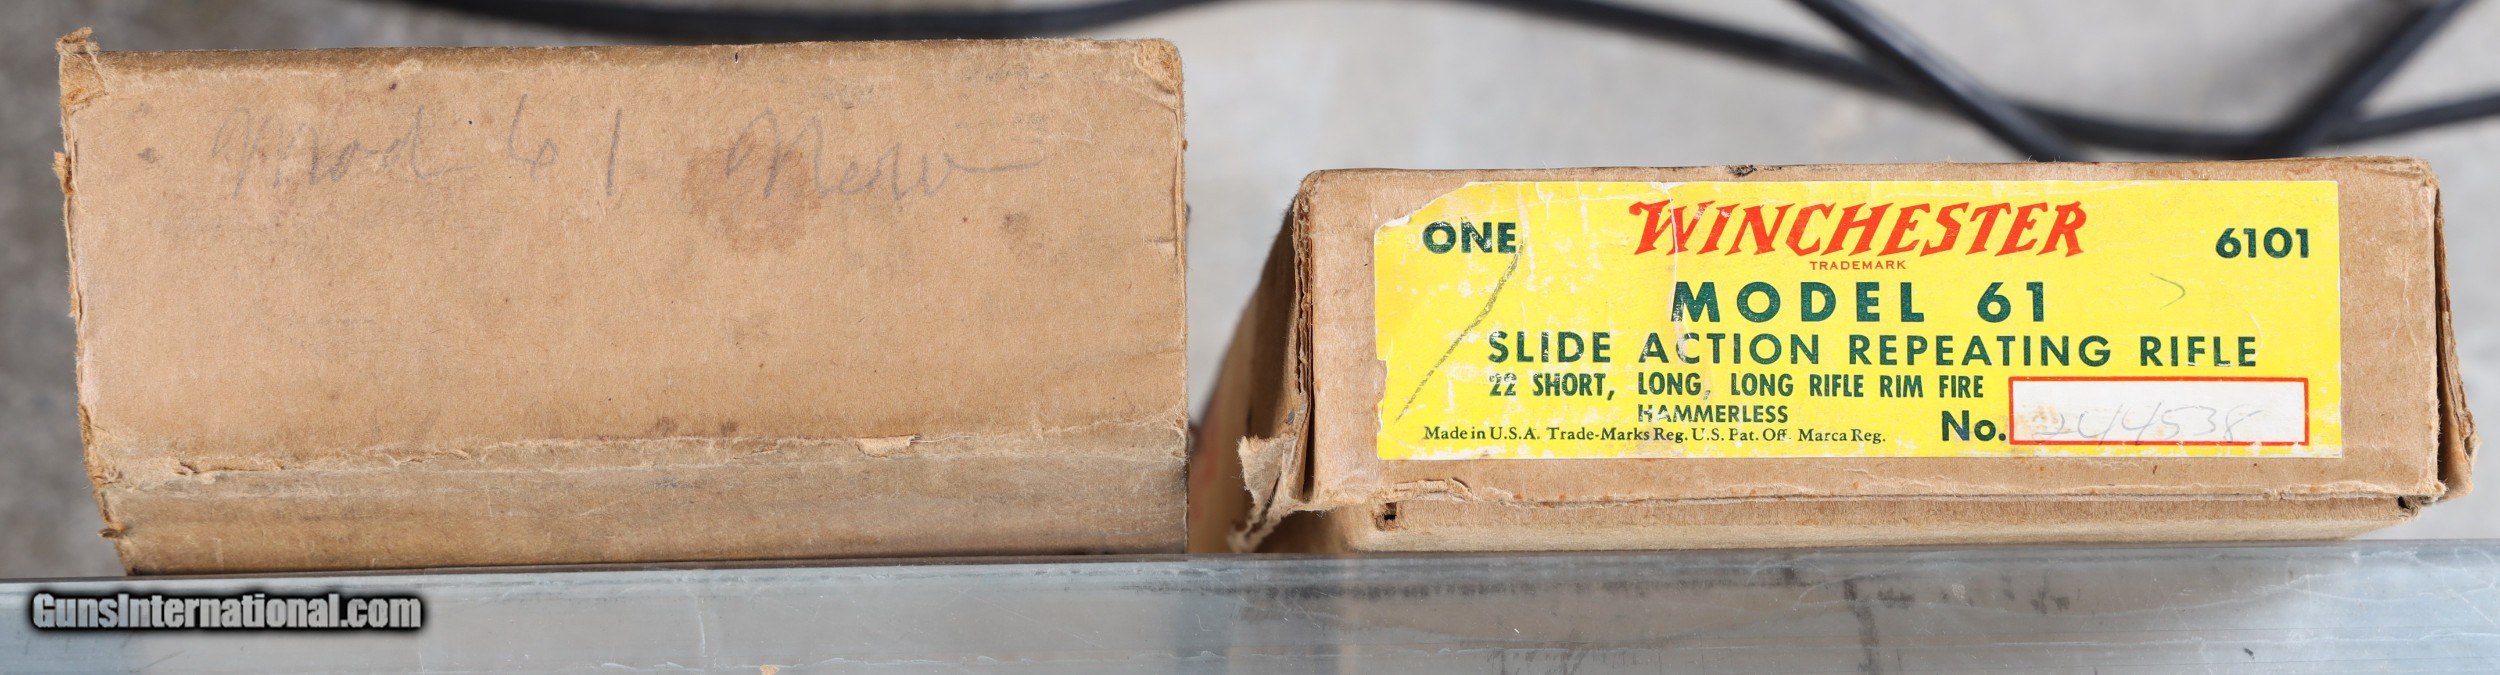 Mod 61 New
ONE WINCHESTER 6101
TRADEMARK
MODEL 61
SLIDE ACTION REPEATING RIFLE
22 SHORT, LONG, LONG RIFLE RIM FIRE
HAMMERLESS
Made in U.S.A. Trade-Marks Reg. U.S. Pat. Off. Marca Reg. No.
GunsInternational.com